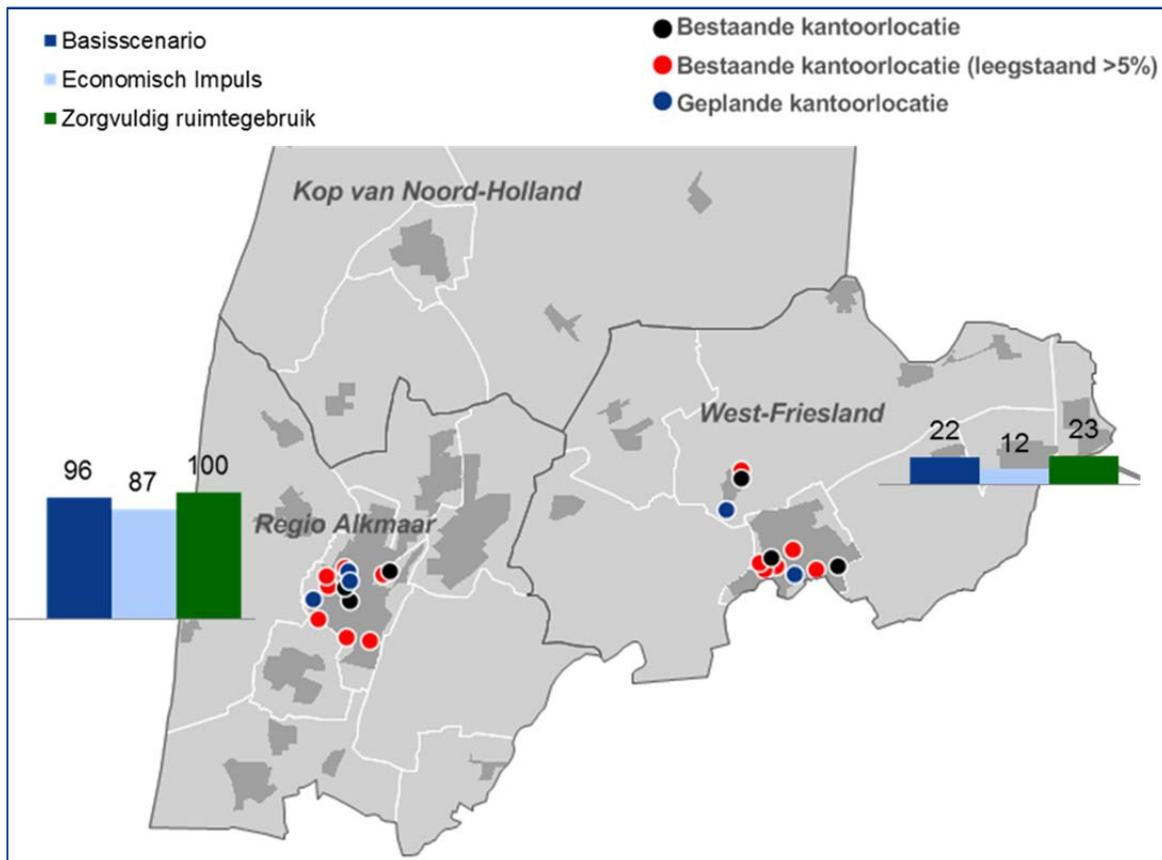 Basisscenario
Economisch Impuls
Zorgvuldig ruimtegebruik
Bestaande kantoorlocatie
Bestaande kantoorlocatie (leegstaand >5%)
Geplande kantoorlocatie
Kop van Noord-Holland
West-Friesland
22
12
23
96
87
100
Regio Alkmaar